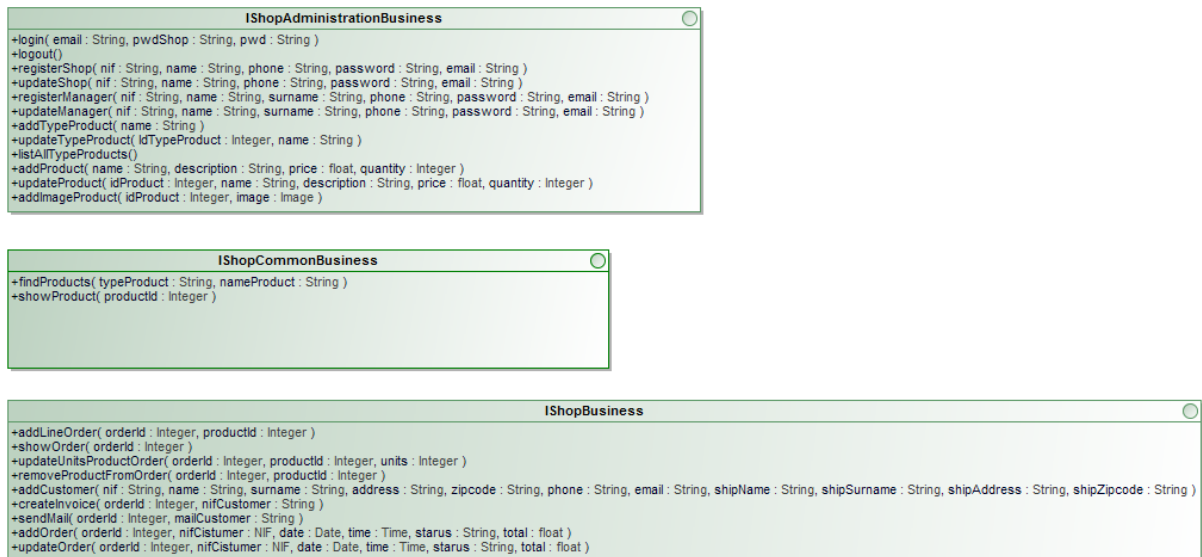 IShopAdministrationBusiness
+login( email : String, pwdShop : String, pwd : String )
+logout()
+registerShop( nif : String, name : String, phone : String, password : String, email : String )
+updateShop( nif : String, name : String, phone : String, password : String, email : String )
+registerManager( nif : String, name : String, surname : String, phone : String, password : String, email : String )
+updateManager( nif : String, name : String, surname : String, phone : String, password : String, email : String )
+addTypeProduct( name : String )
+updateTypeProduct( IdTypeProduct : Integer, name : String )
+listAllTypeProducts()
+addProduct( name : String, description : String, price : float, quantity : Integer )
+updateProduct( idProduct : Integer, name : String, description : String, price : float, quantity : Integer )
+addImageProduct( idProduct : Integer, image : Image )
IShopCommonBusiness
+findProducts( typeProduct : String, nameProduct : String )
+showProduct( productId : Integer )
IShopBusiness
+addLineOrder( orderId : Integer, productId : Integer )
+showOrder( orderId : Integer )
+updateUnitsProductOrder( orderId : Integer, productId : Integer, units : Integer )
+removeProductFromOrder( orderId : Integer, productId : Integer )
+addCustomer( nif : String, name : String, surname : String, address : String, zipcode : String, phone : String, email : String, shipName : String, shipSurname : String, shipAddress : String, shipZipcode : String )
+createInvoice( orderId : Integer, nifCustomer : String )
+sendMail( orderId : Integer, mailCustomer : String )
+addOrder( orderId : Integer, nifCistumer : NIF, date : Date, time : Time, starus : String, total : float )
+updateOrder( orderId : Integer, nifCistumer : NIF, date : Date, time : Time, starus : String, total : float )